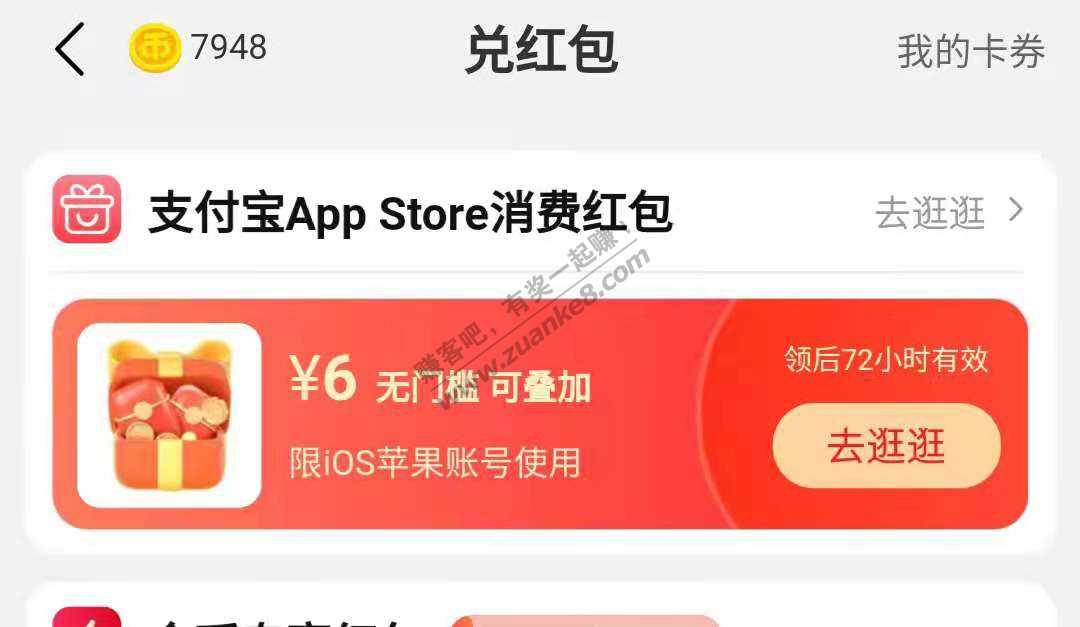 币 7948 兑红包 我的卡券
支付宝App Store消费红包 去逛逛
¥6 无门槛 可叠加
领后72小时有效
限iOS苹果账号使用
去逛逛
赚客吧,有奖一起赚!
www.zuanke8.com